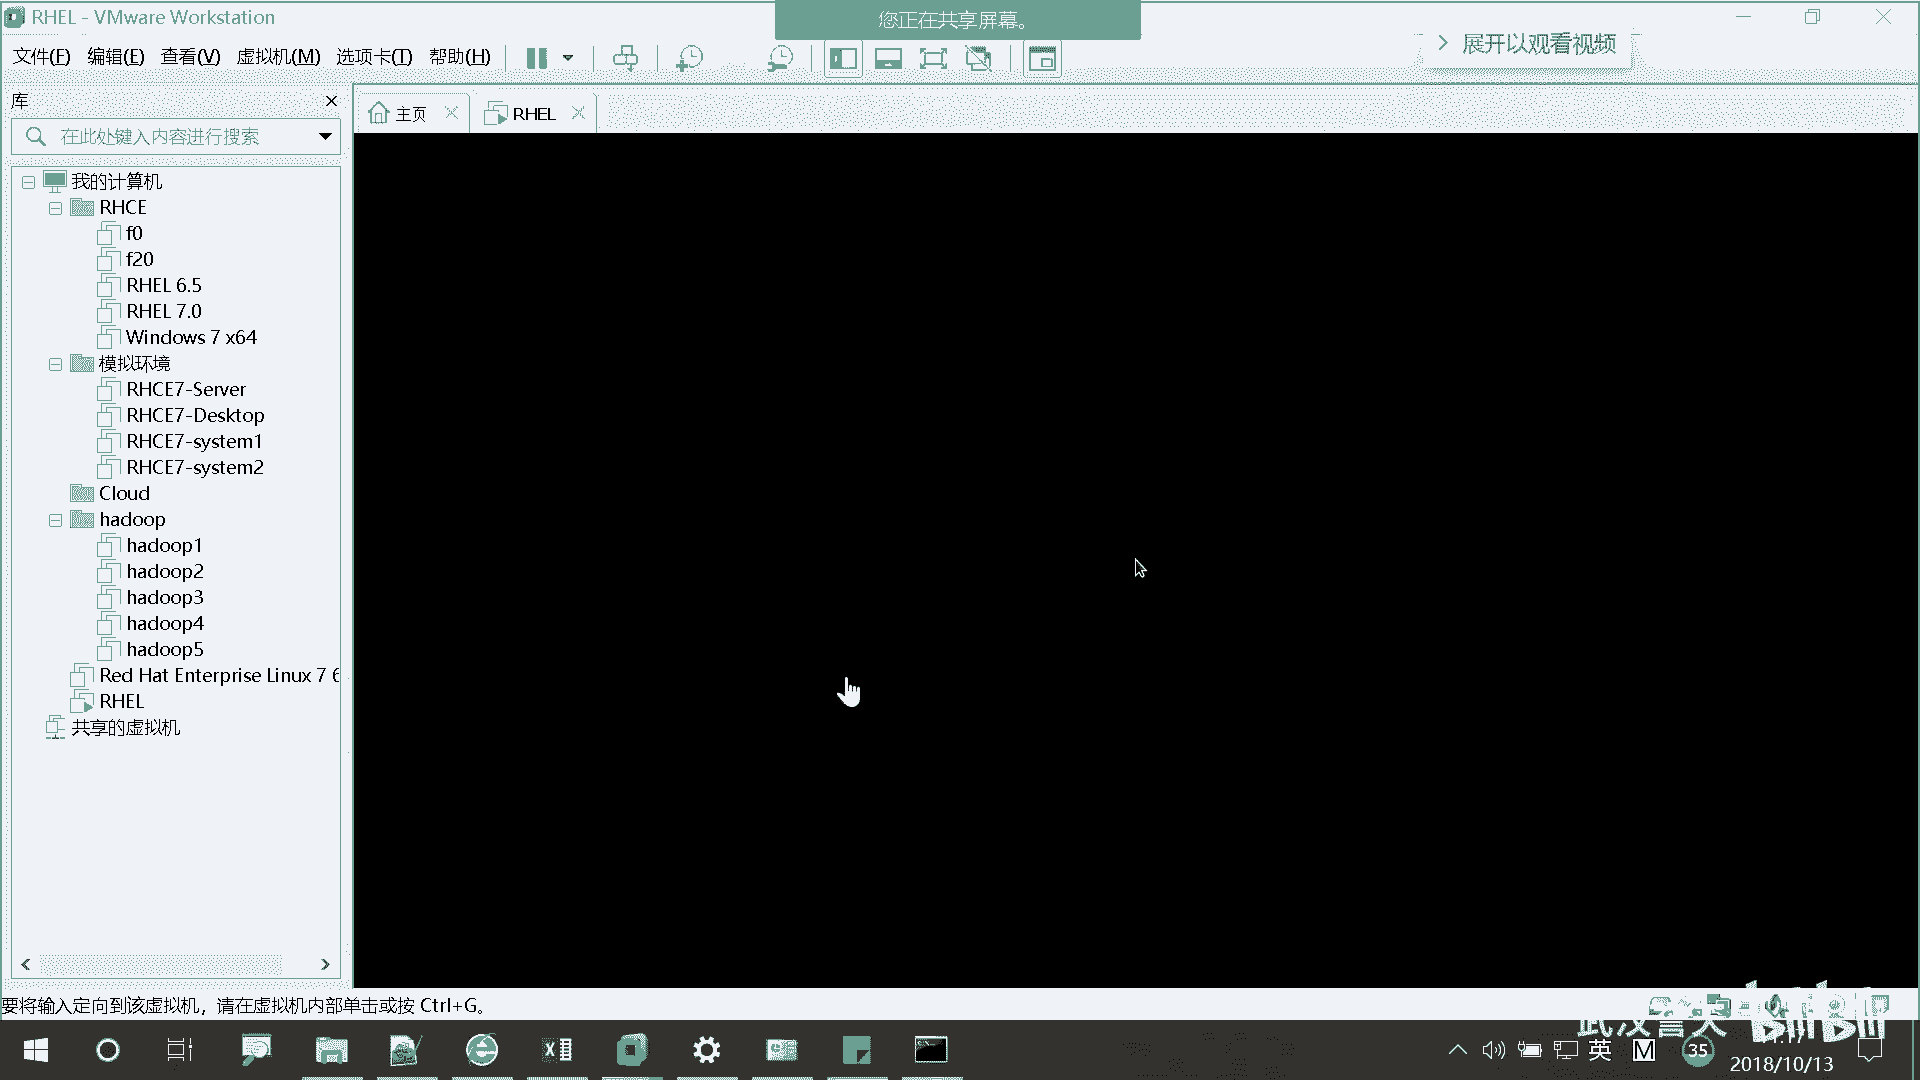 RHEL - VMware Workstation
您正在共享屏幕。
文件(F) 编辑(E) 查看(V) 虚拟机(M) 选项卡(T) 帮助(H)
展开以观看视频
库
主页
RHEL
在此处键入内容进行搜索
我的计算机
RHCE
f0
f20
RHEL 6.5
RHEL 7.0
Windows 7 x64
模拟环境
RHCE7-Server
RHCE7-Desktop
RHCE7-system1
RHCE7-system2
Cloud
hadoop
hadoop1
hadoop2
hadoop3
hadoop4
hadoop5
Red Hat Enterprise Linux 7 6
RHEL
共享的虚拟机
要将输入定向到该虚拟机，请在虚拟机内部单击或按 Ctrl+G。
英
M
35
2018/10/13